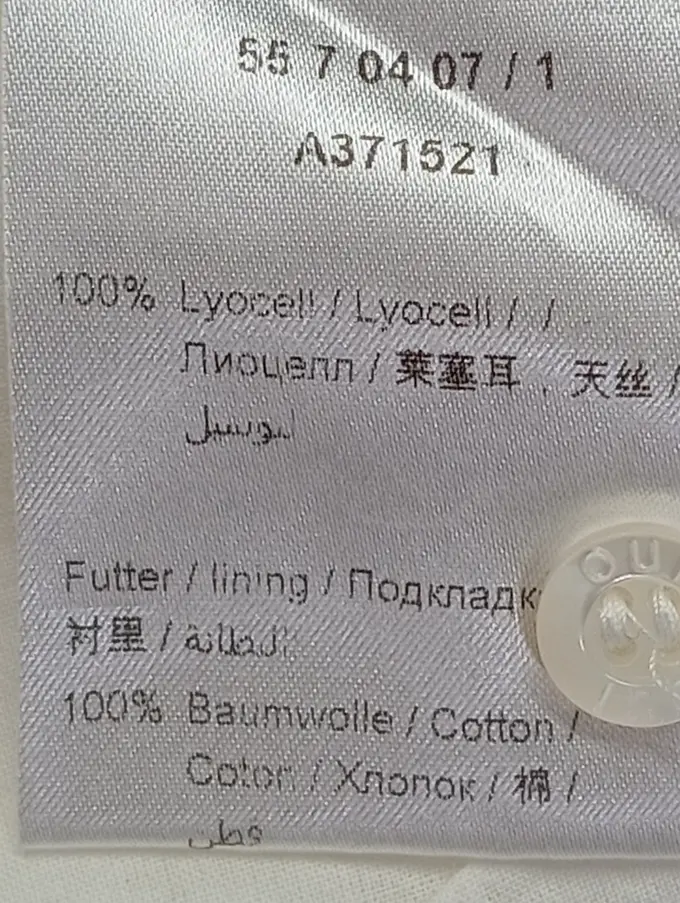 55 7 04 07 / 1
A371521
100% Lyocell / Lyocell / /
Лиоцелл / 莱塞耳 , 天丝 /
ليوسيل
Futter / lining / Подкладк
衬里 / البطانة
100% Baumwolle / Cotton /
Coton / Хлопок / 棉 /
قطن